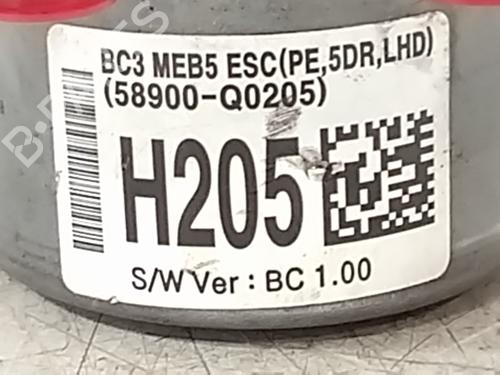 BC3 MEB5 ESC(PE,5DR,LHD)
(58900-Q0205)
H205
S/W Ver : BC 1.00